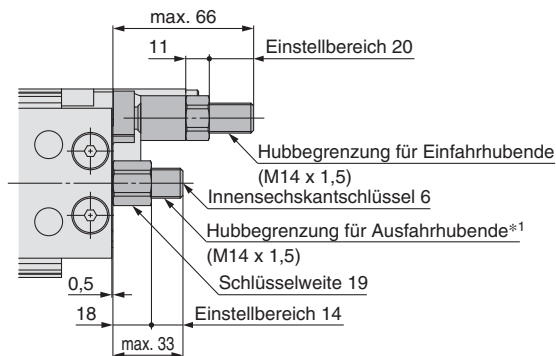 max. 66
11
Einstellbereich 20
Hubbegrenzung für Einfahrhubende
(M14 x 1,5)
Innensechskantschlüssel 6
Hubbegrenzung für Ausfahrhubende*1
(M14 x 1,5)
Schlüsselweite 19
0,5
18
Einstellbereich 14
max. 33